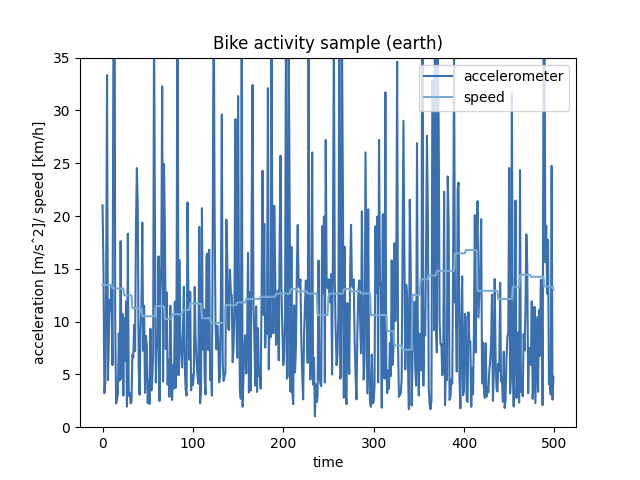 Bike activity sample (earth)
acceleration [m/s^2]/ speed [km/h]
35
30
25
20
15
10
5
0
accelerometer
speed
0 100 200 300 400 500
time